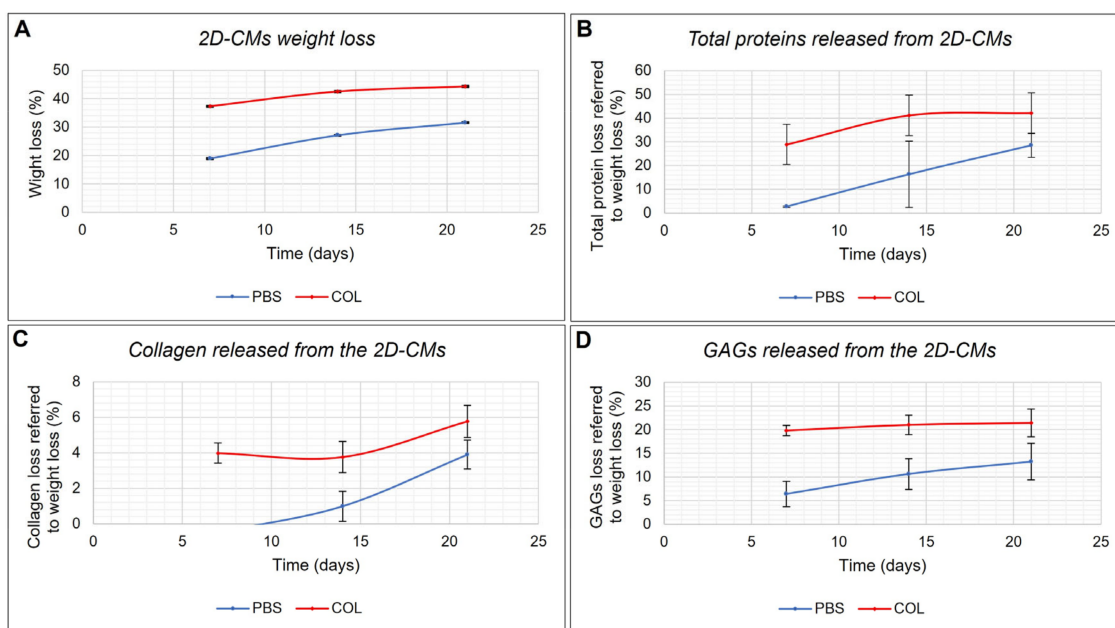 A
2D-CMs weight loss
Wight loss (%)
50
40
30
20
10
0
0 5 10 15 20 25
Time (days)
PBS COL
B
Total proteins released from 2D-CMs
Total protein loss referred
to weight loss (%)
60
50
40
30
20
10
0
0 5 10 15 20 25
Time (days)
PBS COL
C
Collagen released from the 2D-CMs
Collagen loss referred
to weight loss (%)
8
6
4
2
0
0 5 10 15 20 25
Time (days)
PBS COL
D
GAGs released from the 2D-CMs
GAGs loss referred
to weight loss (%)
30
25
20
15
10
5
0
0 5 10 15 20 25
Time (days)
PBS COL